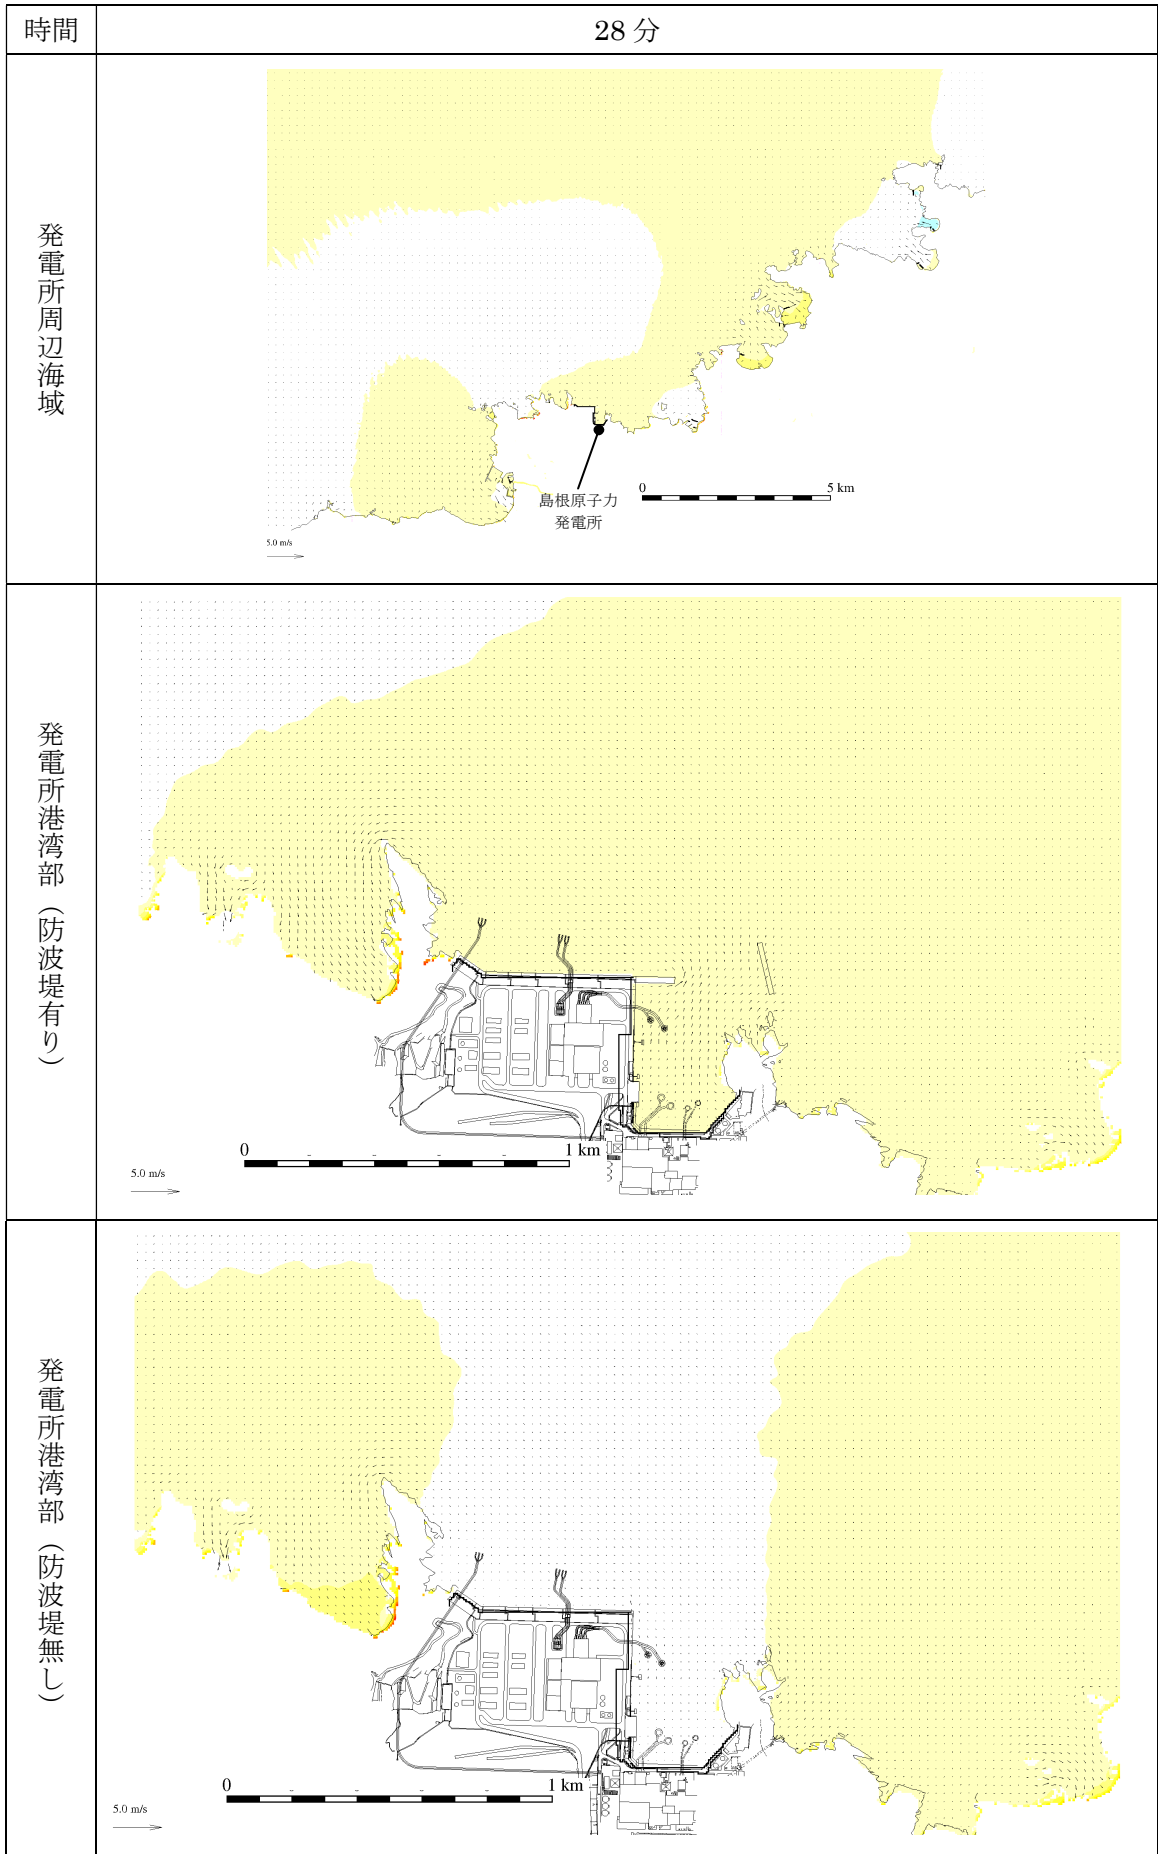 時間
28 分
発電所周辺海域
島根原子力
発電所
0
5 km
5.0 m/s
発電所港湾部（防波堤有り）
0
1 km
5.0 m/s
発電所港湾部（防波堤無し）
0
1 km
5.0 m/s